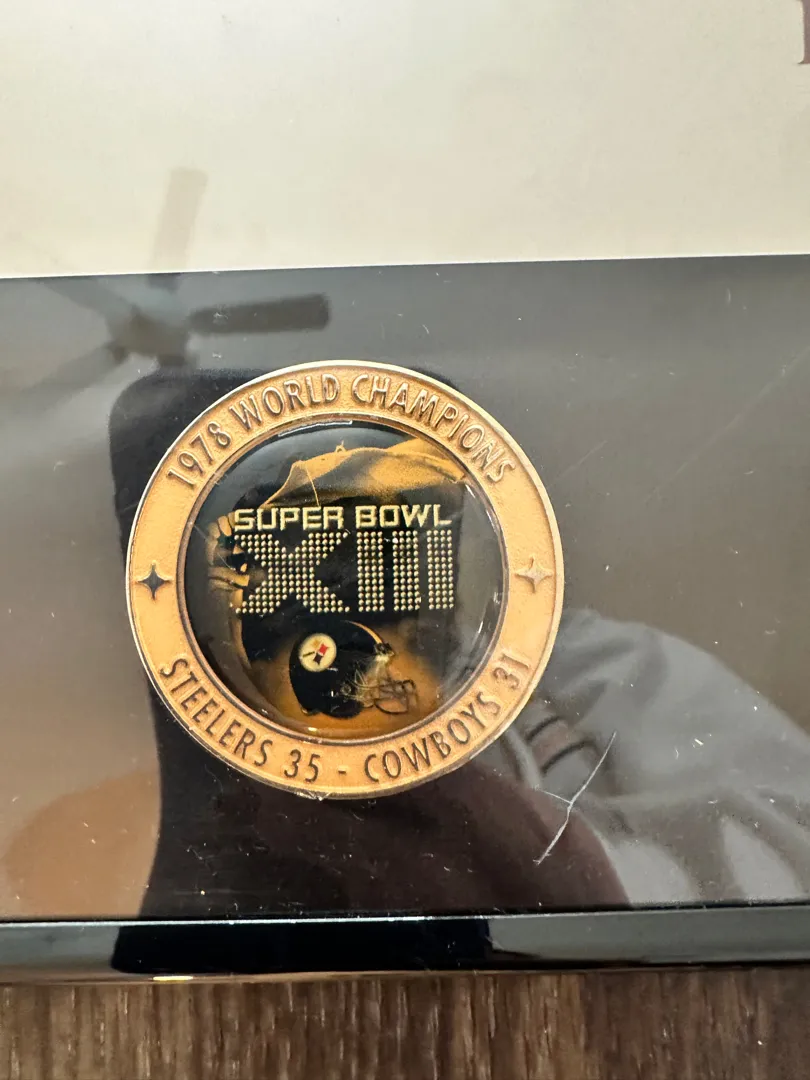 1978 WORLD CHAMPIONS
SUPER BOWL
XIII
STEELERS 35 - COWBOYS 31